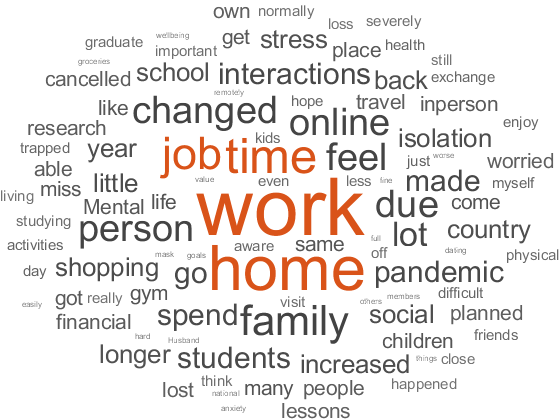 own normally
loss severely
graduate wellbeing get stress place health
groceries important still
cancelled school interactions back exchange
remotely
like changed hope travel inperson
research kids online enjoy
trapped year job time feel isolation just worse worried
able value even less fine made myself
living miss little
Mental life work due come
studying person aware same full lot country
activities mask goals off dating physical
day shopping go home pandemic
easily got really gym visit others members difficult
financial spend family social planned
hard Husband children friends
longer students increased things close
lost think many people happened
national
anxiety lessons